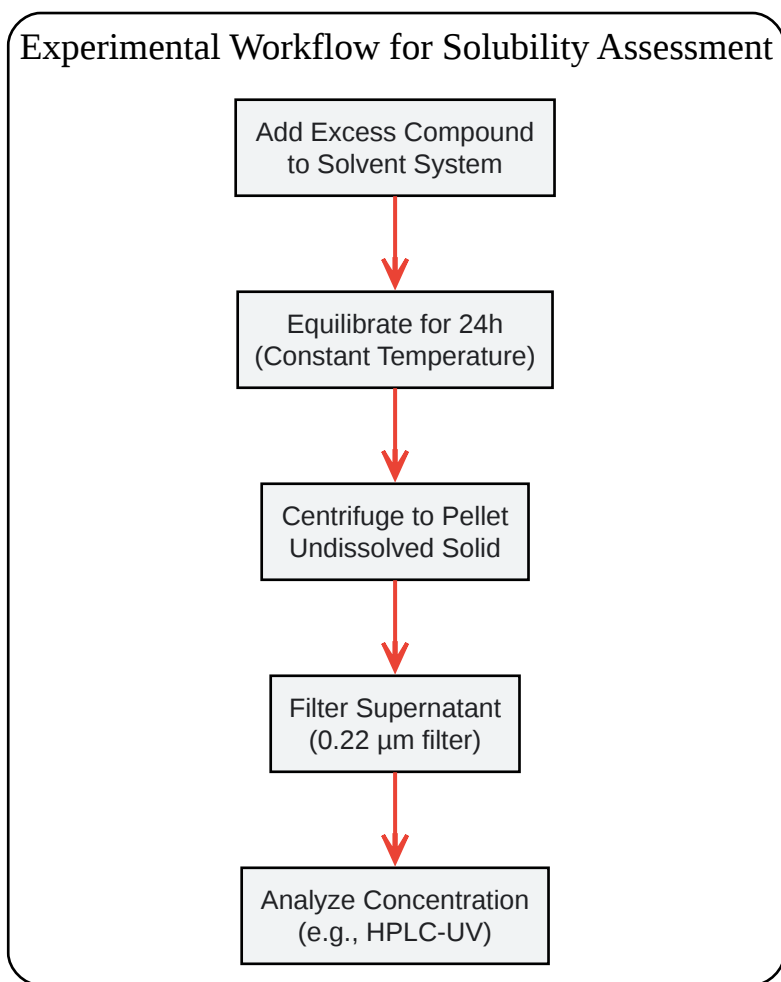 Experimental Workflow for Solubility Assessment
Add Excess Compound
to Solvent System
Equilibrate for 24h
(Constant Temperature)
Centrifuge to Pellet
Undissolved Solid
Filter Supernatant
(0.22 µm filter)
Analyze Concentration
(e.g., HPLC-UV)